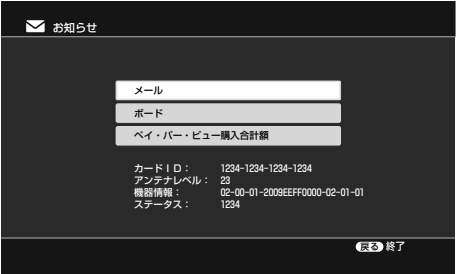 お知らせ
メール
ボード
ペイ・パー・ビュー購入合計額
カードＩＤ： 1234-1234-1234-1234
アンテナレベル： 23
機器情報： 02-00-01-2009EEFF0000-02-01-01
ステータス： 1234
戻る 終了